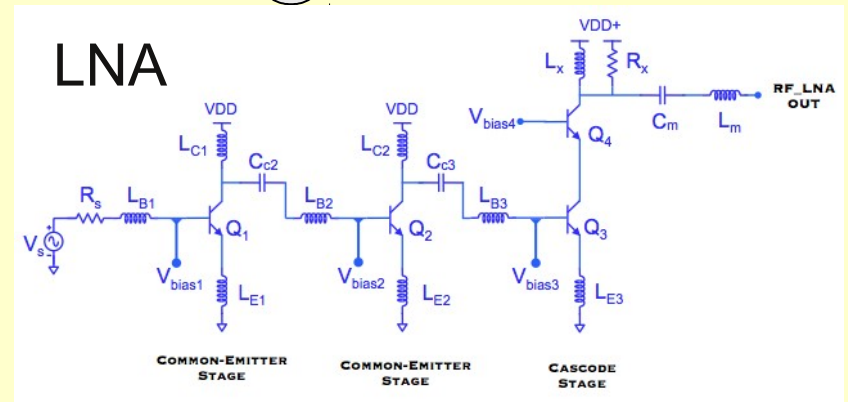 LNA
VDD+
Lx
Rx
RF_LNA
OUT
Vbias4
Q4
Cm
Lm
VDD
LC1
Cc2
VDD
LC2
Cc3
Rs
LB1
Q1
LB2
Q2
LB3
Q3
+
Vs
-
Vbias1
LE1
Vbias2
LE2
Vbias3
LE3
COMMON-EMITTER
STAGE
COMMON-EMITTER
STAGE
CASCODE
STAGE